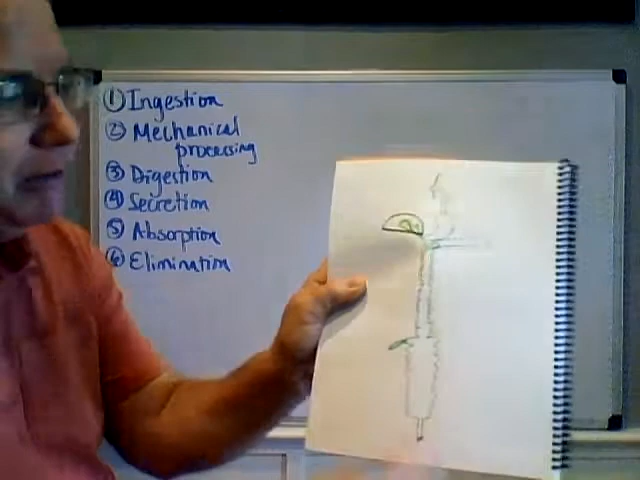 ① Ingestion
② Mechanical
processing
③ Digestion
④ Secretion
⑤ Absorption
⑥ Elimination